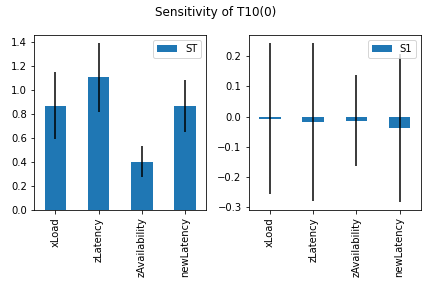 Sensitivity of T10(0)
ST
1.4
1.2
1.0
0.8
0.6
0.4
0.2
0.0
xLoad
zLatency
zAvailability
newLatency
S1
0.2
0.1
0.0
−0.1
−0.2
−0.3
xLoad
zLatency
zAvailability
newLatency